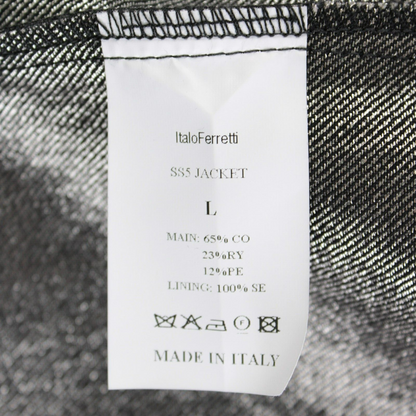 ItaloFerretti
SS5 JACKET
L
MAIN: 65% CO
23%RY
12%PE
LINING: 100% SE
MADE IN ITALY